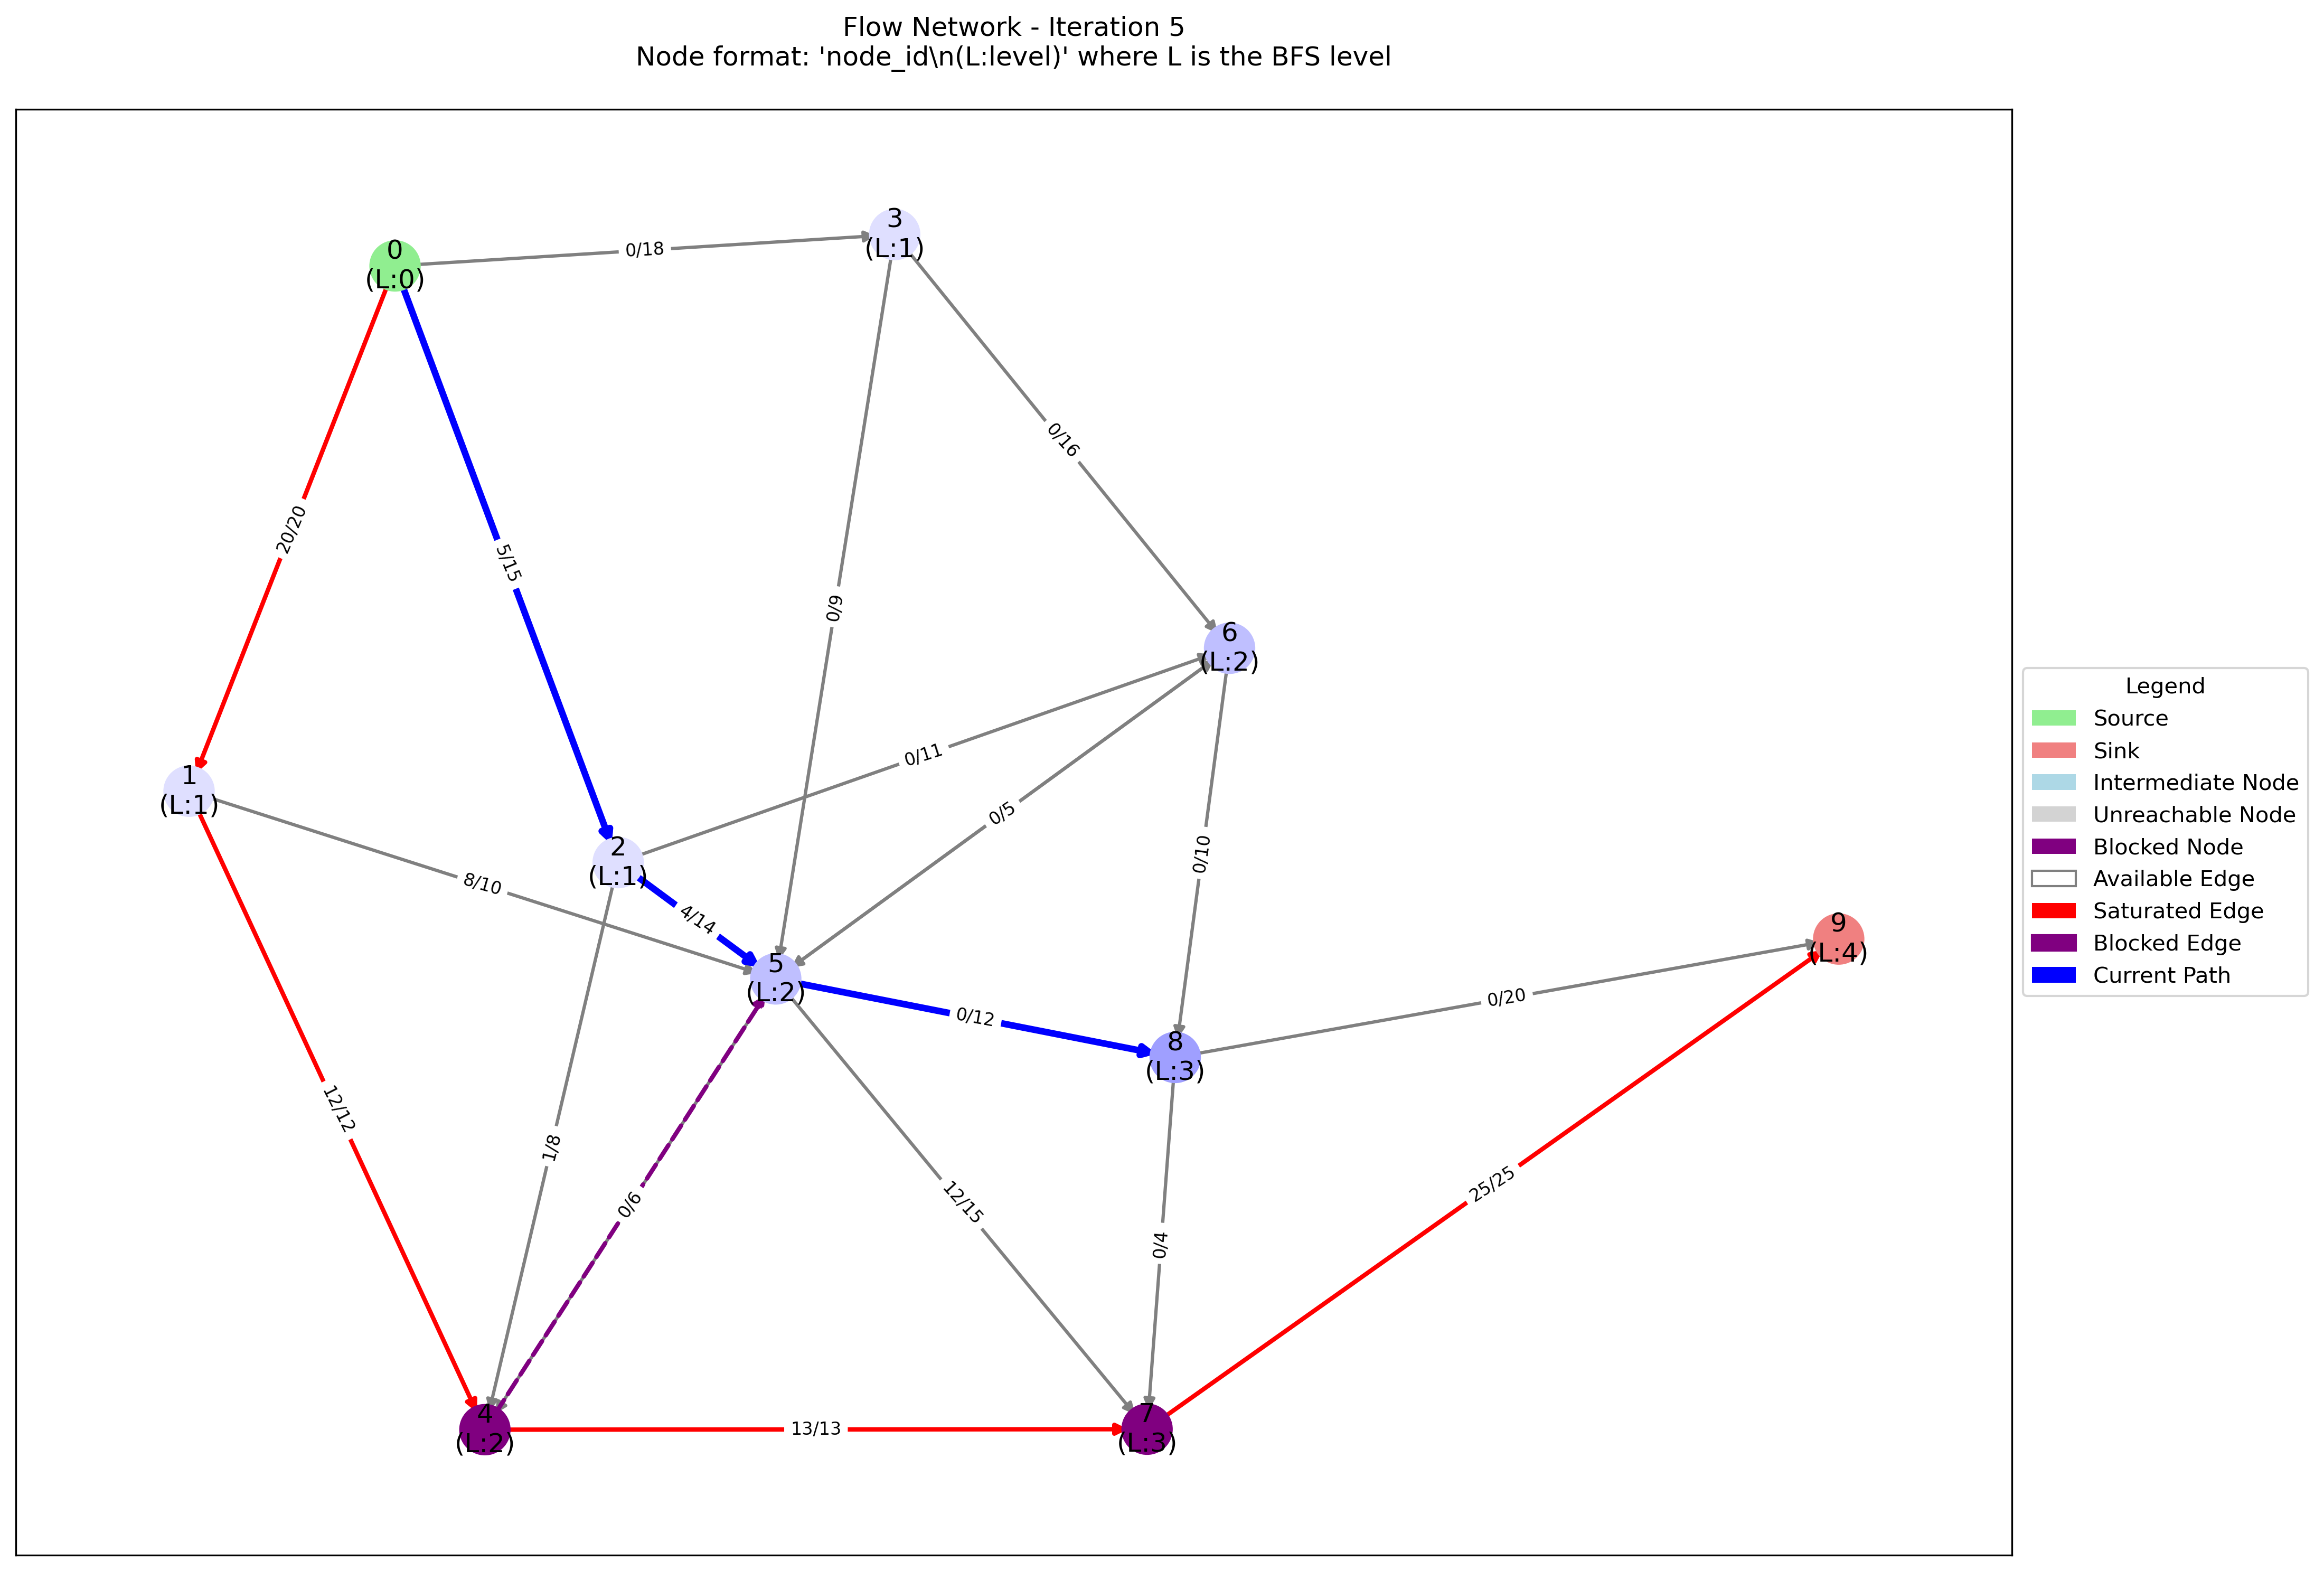 Flow Network - Iteration 5
Node format: 'node_id\n(L:level)' where L is the BFS level
3
(L:1)
0
(L:0)
0/18
0/16
20/20
5/15
0/9
6
(L:2)
0/11
1
(L:1)
0/5
2
(L:1)
0/10
8/10
4/14
9
(L:4)
5
(L:2)
0/20
0/12
8
(L:3)
12/12
1/8
25/25
0/6
12/15
0/4
4
(L:2)
13/13
7
(L:3)
Legend
Source
Sink
Intermediate Node
Unreachable Node
Blocked Node
Available Edge
Saturated Edge
Blocked Edge
Current Path